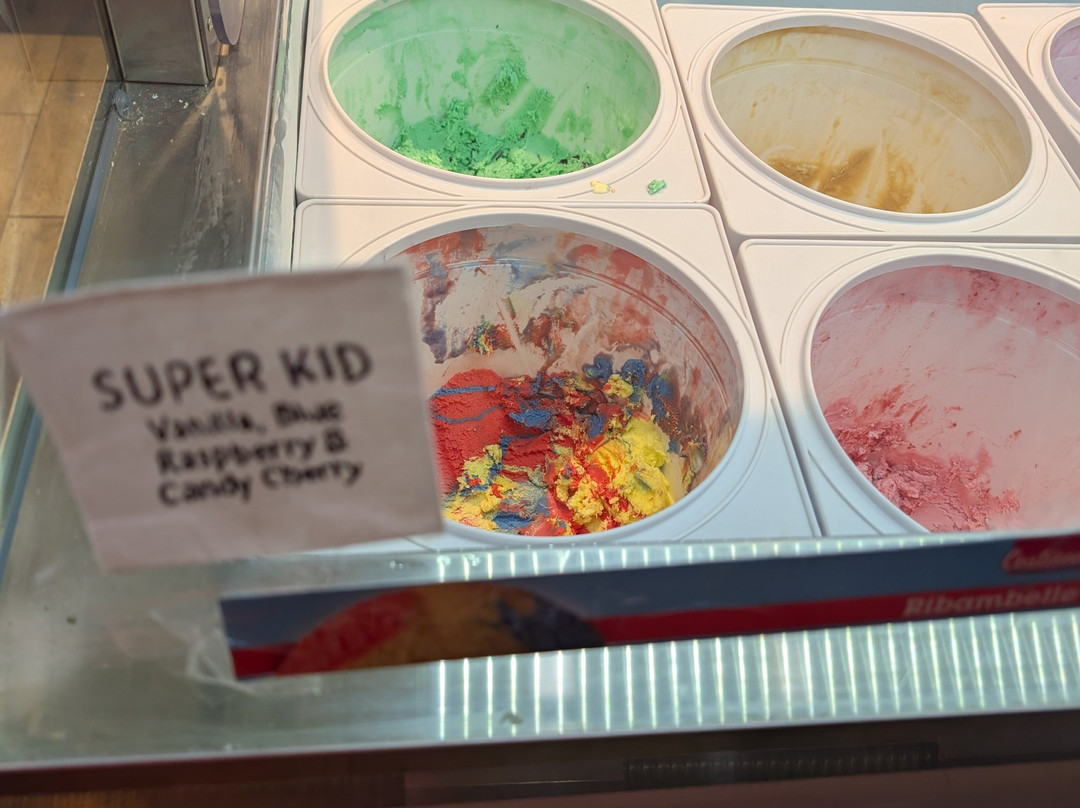 SUPER KID
Vanilla, Blue
Raspberry &
Candy Cherry
Ribambelle